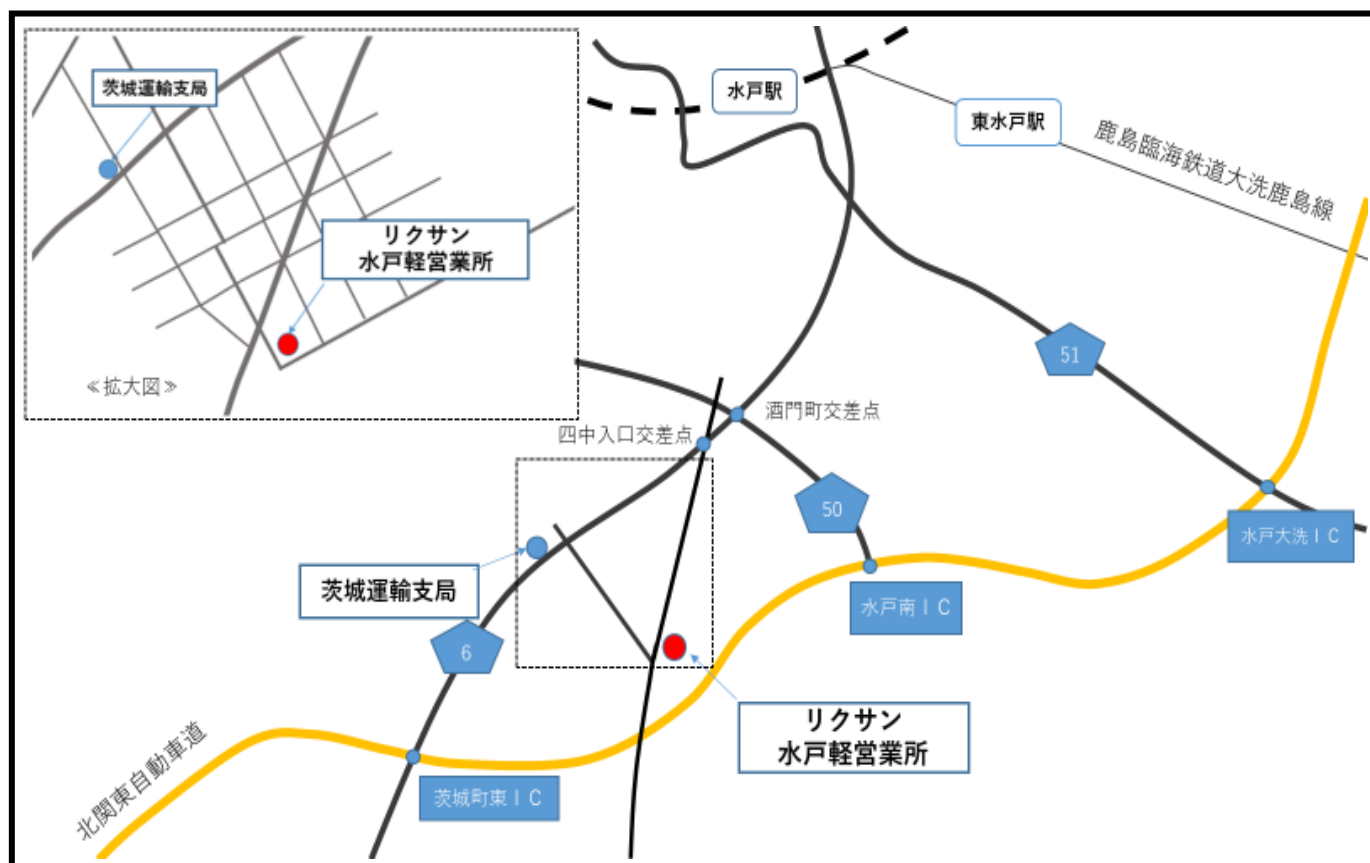 茨城運輸支局
リクサン
水戸軽営業所
≪拡大図≫
水戸駅
東水戸駅
鹿島臨海鉄道大洗鹿島線
51
酒門町交差点
四中入口交差点
50
水戸大洗ＩＣ
茨城運輸支局
水戸南ＩＣ
6
リクサン
水戸軽営業所
北関東自動車道
茨城町東ＩＣ